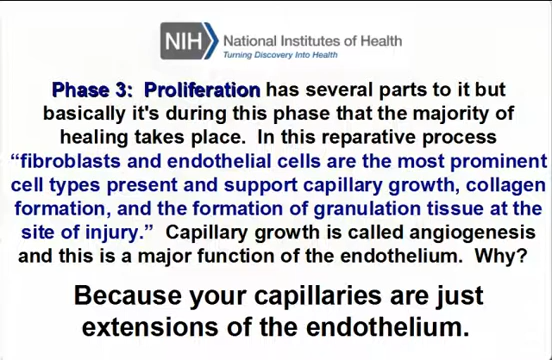 NIH National Institutes of Health
Turning Discovery Into Health
Phase 3: Proliferation has several parts to it but
basically it's during this phase that the majority of
healing takes place. In this reparative process
“fibroblasts and endothelial cells are the most prominent
cell types present and support capillary growth, collagen
formation, and the formation of granulation tissue at the
site of injury.” Capillary growth is called angiogenesis
and this is a major function of the endothelium. Why?
Because your capillaries are just
extensions of the endothelium.